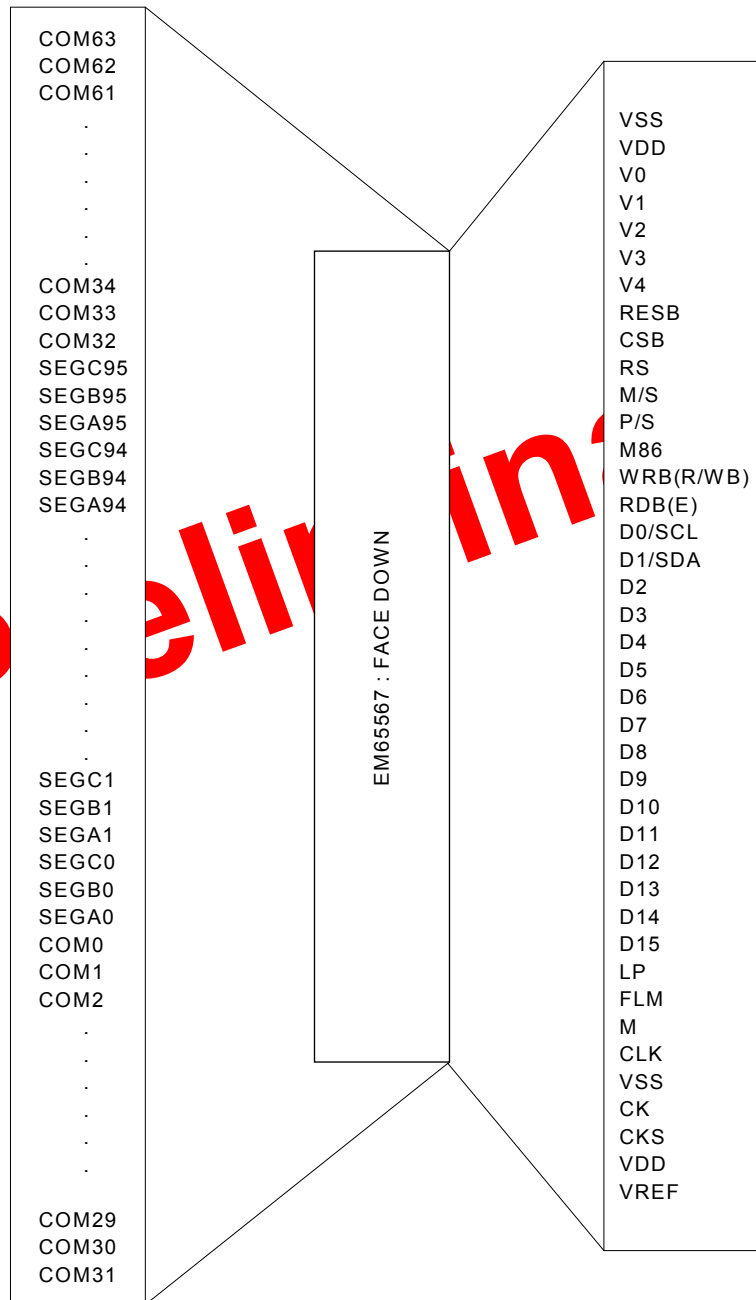 COM63
COM62
COM61
.
.
.
.
.
.
COM34
COM33
COM32
SEGC95
SEGB95
SEGA95
SEGC94
SEGB94
SEGA94
.
.
.
.
.
.
.
.
.
SEGC1
SEGB1
SEGA1
SEGC0
SEGB0
SEGA0
COM0
COM1
COM2
.
.
.
.
.
.
COM29
COM30
COM31
EM65567 : FACE DOWN
VSS
VDD
V0
V1
V2
V3
V4
RESB
CSB
RS
M/S
P/S
M86
WRB(R/WB)
RDB(E)
D0/SCL
D1/SDA
D2
D3
D4
D5
D6
D7
D8
D9
D10
D11
D12
D13
D14
D15
LP
FLM
M
CLK
VSS
CK
CKS
VDD
VREF